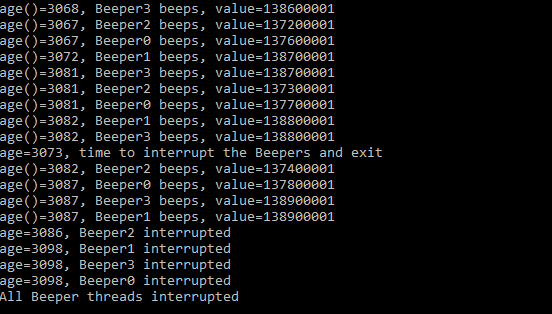 age()=3068, Beeper3 beeps, value=138600001
age()=3067, Beeper2 beeps, value=137200001
age()=3067, Beeper0 beeps, value=137600001
age()=3072, Beeper1 beeps, value=138700001
age()=3081, Beeper3 beeps, value=138700001
age()=3081, Beeper2 beeps, value=137300001
age()=3081, Beeper0 beeps, value=137700001
age()=3082, Beeper1 beeps, value=138800001
age()=3082, Beeper3 beeps, value=138800001
age=3073, time to interrupt the Beepers and exit
age()=3082, Beeper2 beeps, value=137400001
age()=3087, Beeper0 beeps, value=137800001
age()=3087, Beeper3 beeps, value=138900001
age()=3087, Beeper1 beeps, value=138900001
age=3086, Beeper2 interrupted
age=3098, Beeper1 interrupted
age=3098, Beeper3 interrupted
age=3098, Beeper0 interrupted
All Beeper threads interrupted